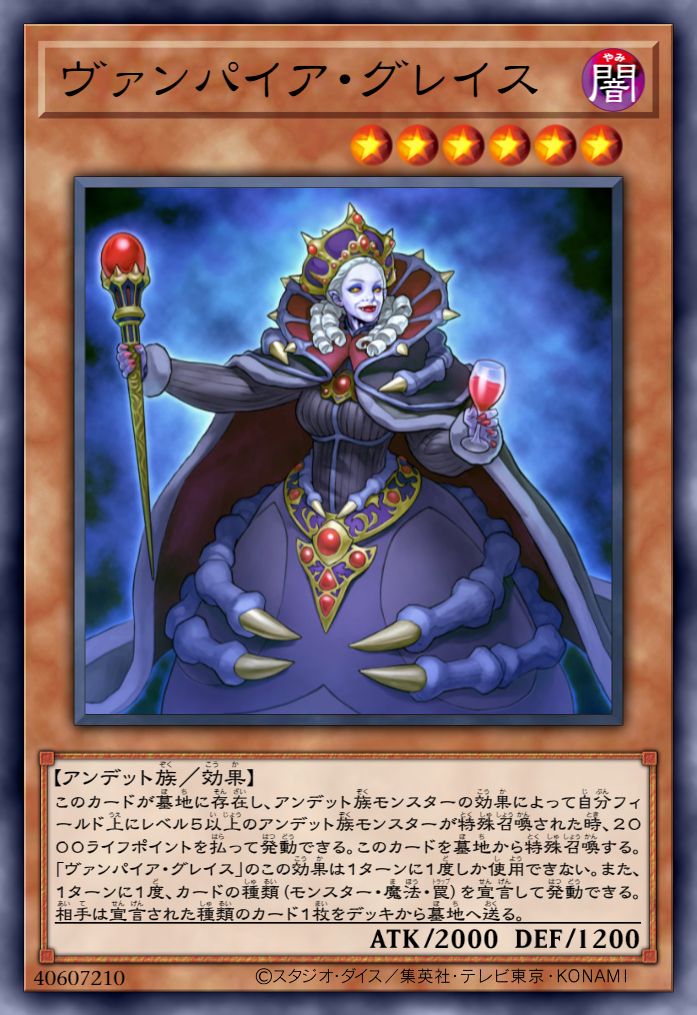 ヴァンパイア・グレイス
やみ
闇
【アンデット族／効果】
このカードが墓地に存在し、アンデット族モンスターの効果によって自分フィ
ールド上にレベル5以上のアンデット族モンスターが特殊召喚された時、20
00ライフポイントを払って発動できる。このカードを墓地から特殊召喚する。
「ヴァンパイア・グレイス」のこの効果は1ターンに1度しか使用できない。また、
1ターンに1度、カードの種類(モンスター・魔法・罠)を宣言して発動できる。
相手は宣言された種類のカード1枚をデッキから墓地へ送る。
ATK/2000 DEF/1200
40607210 ©スタジオ・ダイス／集英社・テレビ東京・KONAMI